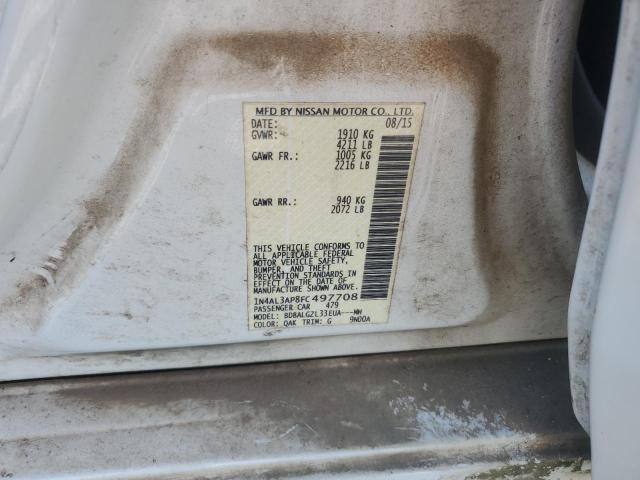 MFD BY NISSAN MOTOR CO., LTD.
DATE: 08/15
GVWR: 1910 KG
4211 LB
GAWR FR.: 1005 KG
2216 LB
GAWR RR.: 940 KG
2072 LB
THIS VEHICLE CONFORMS TO
ALL APPLICABLE FEDERAL
MOTOR VEHICLE SAFETY,
BUMPER, AND THEFT
PREVENTION STANDARDS IN
EFFECT ON THE DATE OF
MANUFACTURE SHOWN ABOVE.
1N4AL3AP8FC497708
PASSENGER CAR 479
MODEL: BDBALGZL33EUA---MH
COLOR: QAK TRIM: G 9NDOA